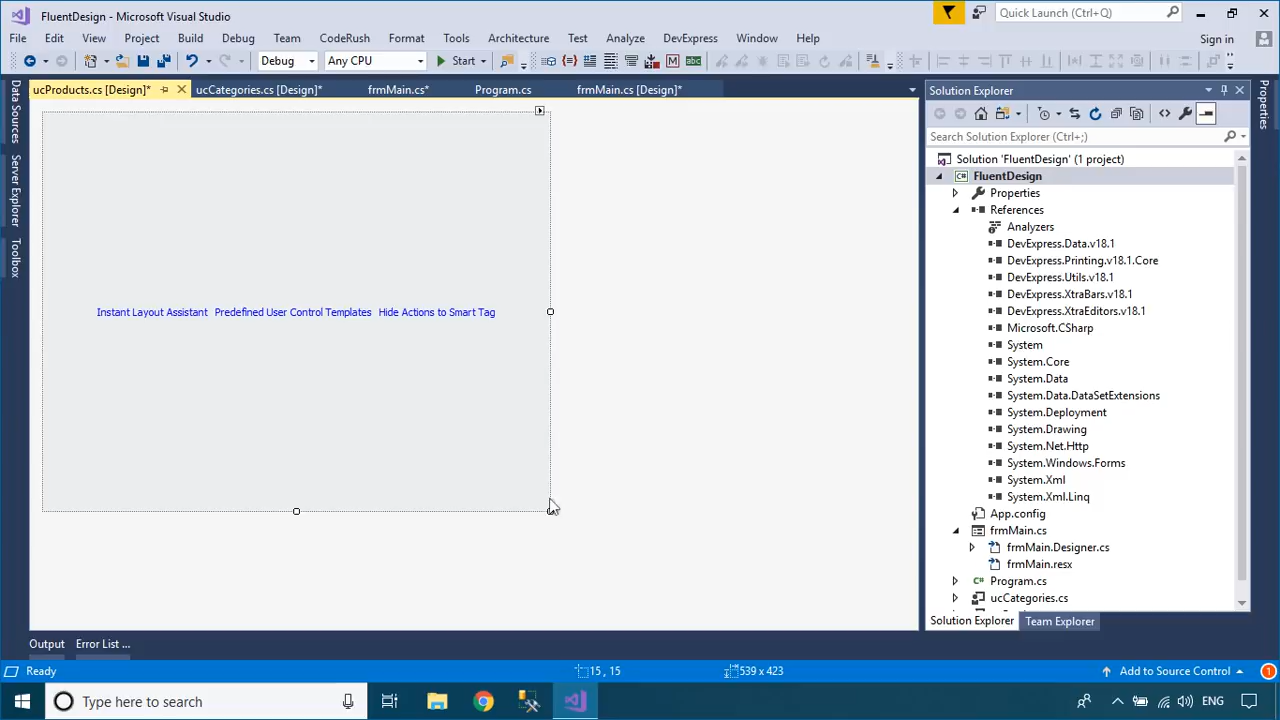 FluentDesign - Microsoft Visual Studio
Quick Launch (Ctrl+Q)
File Edit View Project Build Debug Team CodeRush Format Tools Architecture Test Analyze DevExpress Window Help
Sign in
Debug Any CPU Start
ucProducts.cs [Design]* ucCategories.cs [Design]* frmMain.cs* Program.cs frmMain.cs [Design]*
Data Sources
Server Explorer
Toolbox
Instant Layout Assistant Predefined User Control Templates Hide Actions to Smart Tag
Solution Explorer
Search Solution Explorer (Ctrl+;)
Solution 'FluentDesign' (1 project)
C# FluentDesign
Properties
References
Analyzers
DevExpress.Data.v18.1
DevExpress.Printing.v18.1.Core
DevExpress.Utils.v18.1
DevExpress.XtraBars.v18.1
DevExpress.XtraEditors.v18.1
Microsoft.CSharp
System
System.Core
System.Data
System.Data.DataSetExtensions
System.Deployment
System.Drawing
System.Net.Http
System.Windows.Forms
System.Xml
System.Xml.Linq
App.config
frmMain.cs
frmMain.Designer.cs
frmMain.resx
C# Program.cs
ucCategories.cs
Solution Explorer Team Explorer
Properties
Output Error List ...
Ready 15 , 15 539 x 423 Add to Source Control 1
Type here to search ENG